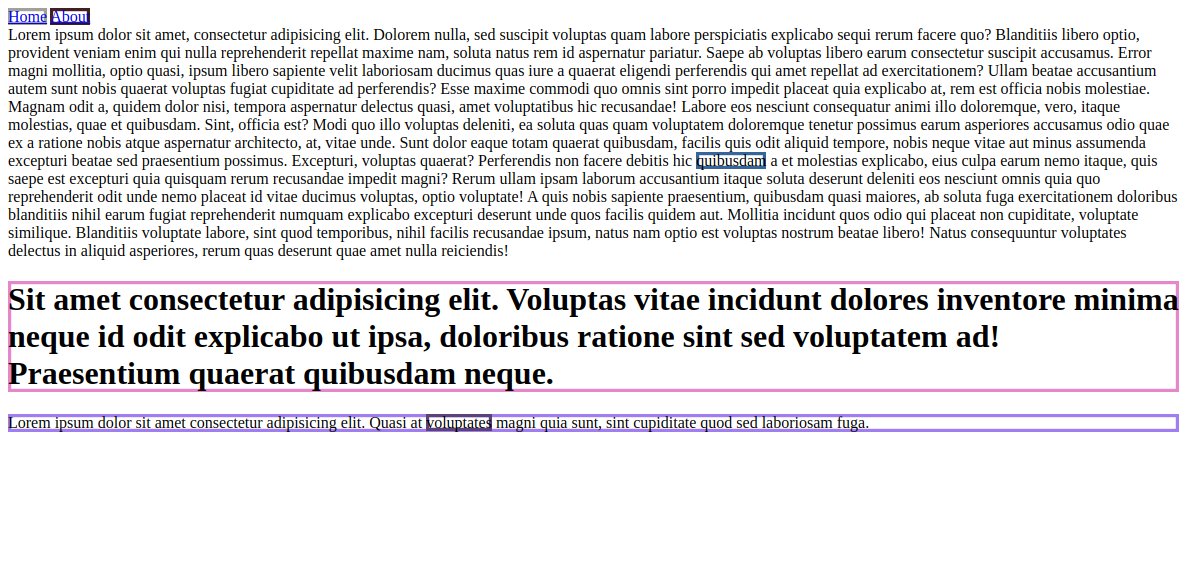 Home About
Lorem ipsum dolor sit amet, consectetur adipisicing elit. Dolorem nulla, sed suscipit voluptas quam labore perspiciatis explicabo sequi rerum facere quo? Blanditiis libero optio,
provident veniam enim qui nulla reprehenderit repellat maxime nam, soluta natus rem id aspernatur pariatur. Saepe ab voluptas libero earum consectetur suscipit accusamus. Error
magni mollitia, optio quasi, ipsum libero sapiente velit laboriosam ducimus quas iure a quaerat eligendi perferendis qui amet repellat ad exercitationem? Ullam beatae accusantium
autem sunt nobis quaerat voluptas fugiat cupiditate ad perferendis? Esse maxime commodi quo omnis sint porro impedit placeat quia explicabo at, rem est officia nobis molestiae.
Magnam odit a, quidem dolor nisi, tempora aspernatur delectus quasi, amet voluptatibus hic recusandae! Labore eos nesciunt consequatur animi illo doloremque, vero, itaque
molestias, quae et quibusdam. Sint, officia est? Modi quo illo voluptas deleniti, ea soluta quas quam voluptatem doloremque tenetur possimus earum asperiores accusamus odio quae
ex a ratione nobis atque aspernatur architecto, at, vitae unde. Sunt dolor eaque totam quaerat quibusdam, facilis quis odit aliquid tempore, nobis neque vitae aut minus assumenda
excepturi beatae sed praesentium possimus. Excepturi, voluptas quaerat? Perferendis non facere debitis hic quibusdam a et molestias explicabo, eius culpa earum nemo itaque, quis
saepe est excepturi quia quisquam rerum recusandae impedit magni? Rerum ullam ipsam laborum accusantium itaque soluta deserunt deleniti eos nesciunt omnis quia quo
reprehenderit odit unde nemo placeat id vitae ducimus voluptas, optio voluptate! A quis nobis sapiente praesentium, quibusdam quasi maiores, ab soluta fuga exercitationem doloribus
blanditiis nihil earum fugiat reprehenderit numquam explicabo excepturi deserunt unde quos facilis quidem aut. Mollitia incidunt quos odio qui placeat non cupiditate, voluptate
similique. Blanditiis voluptate labore, sint quod temporibus, nihil facilis recusandae ipsum, natus nam optio est voluptas nostrum beatae libero! Natus consequuntur voluptates
delectus in aliquid asperiores, rerum quas deserunt quae amet nulla reiciendis!
Sit amet consectetur adipisicing elit. Voluptas vitae incidunt dolores inventore minima
neque id odit explicabo ut ipsa, doloribus ratione sint sed voluptatem ad!
Praesentium quaerat quibusdam neque.
Lorem ipsum dolor sit amet consectetur adipisicing elit. Quasi at voluptates magni quia sunt, sint cupiditate quod sed laboriosam fuga.